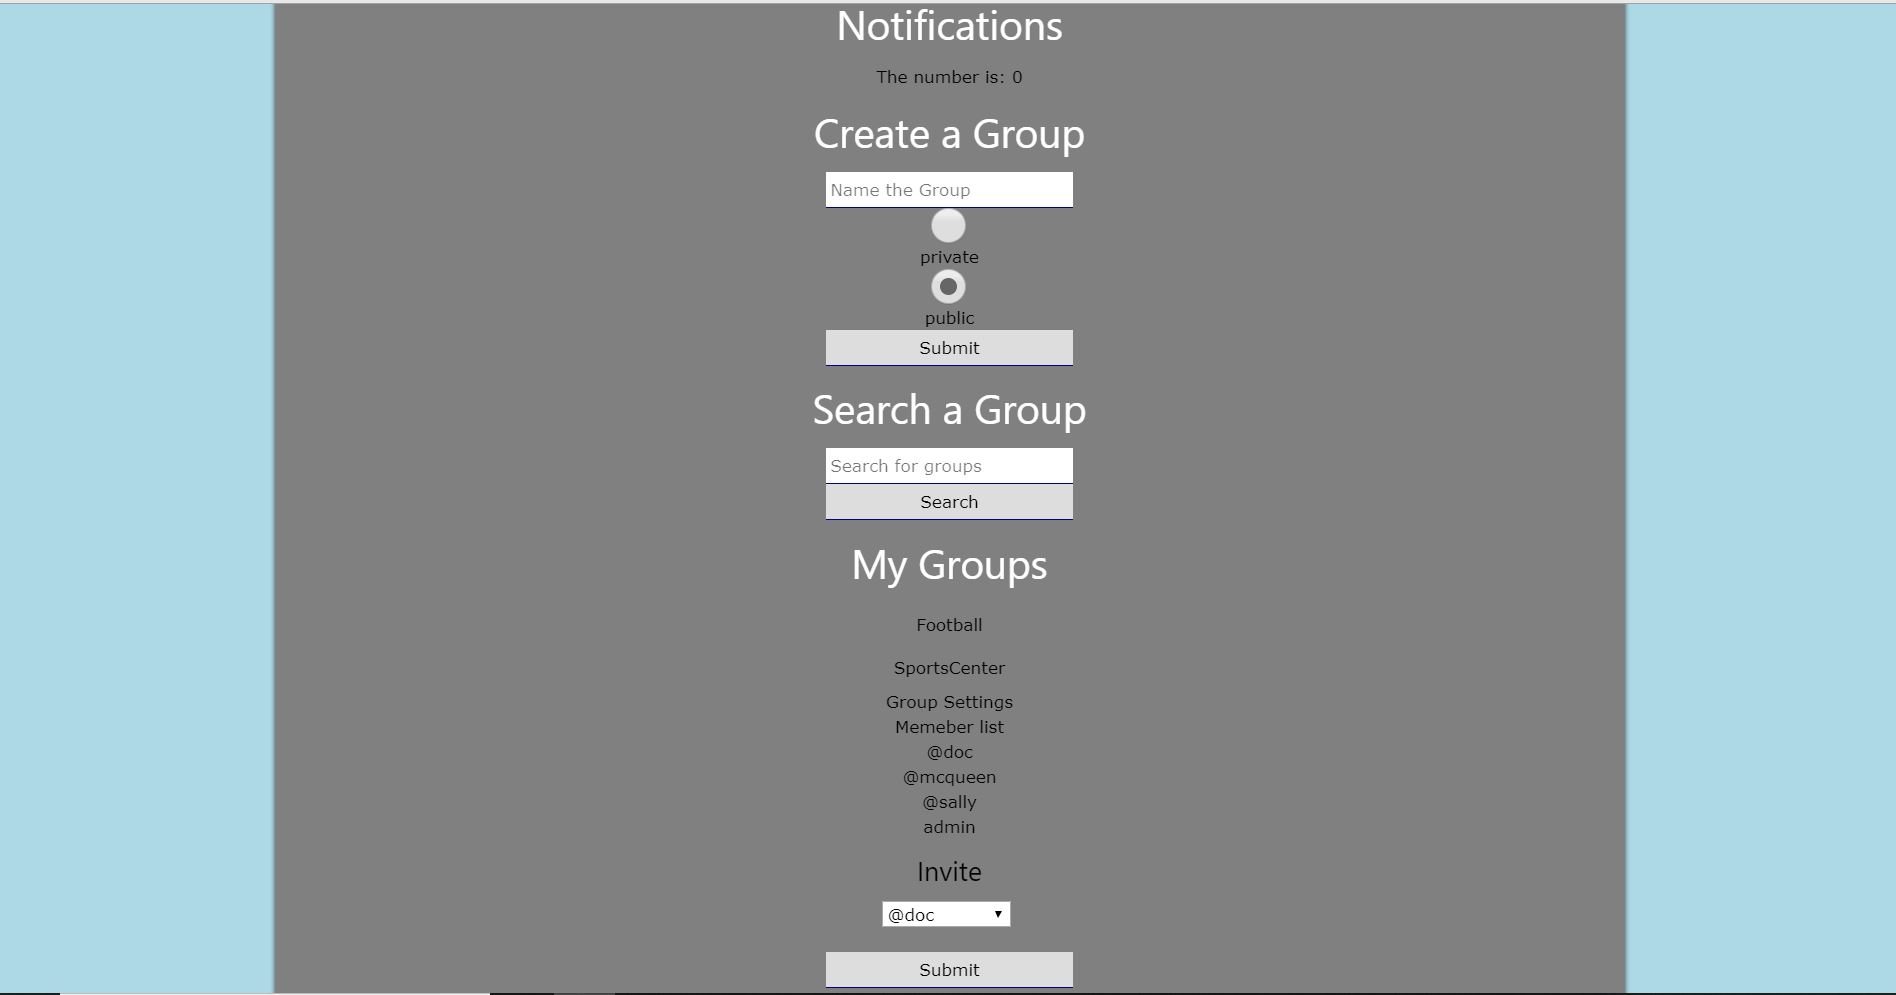 Notifications
The number is: 0
Create a Group
Name the Group
private
public
Submit
Search a Group
Search for groups
Search
My Groups
Football
SportsCenter
Group Settings
Memeber list
@doc
@mcqueen
@sally
admin
Invite
@doc
Submit